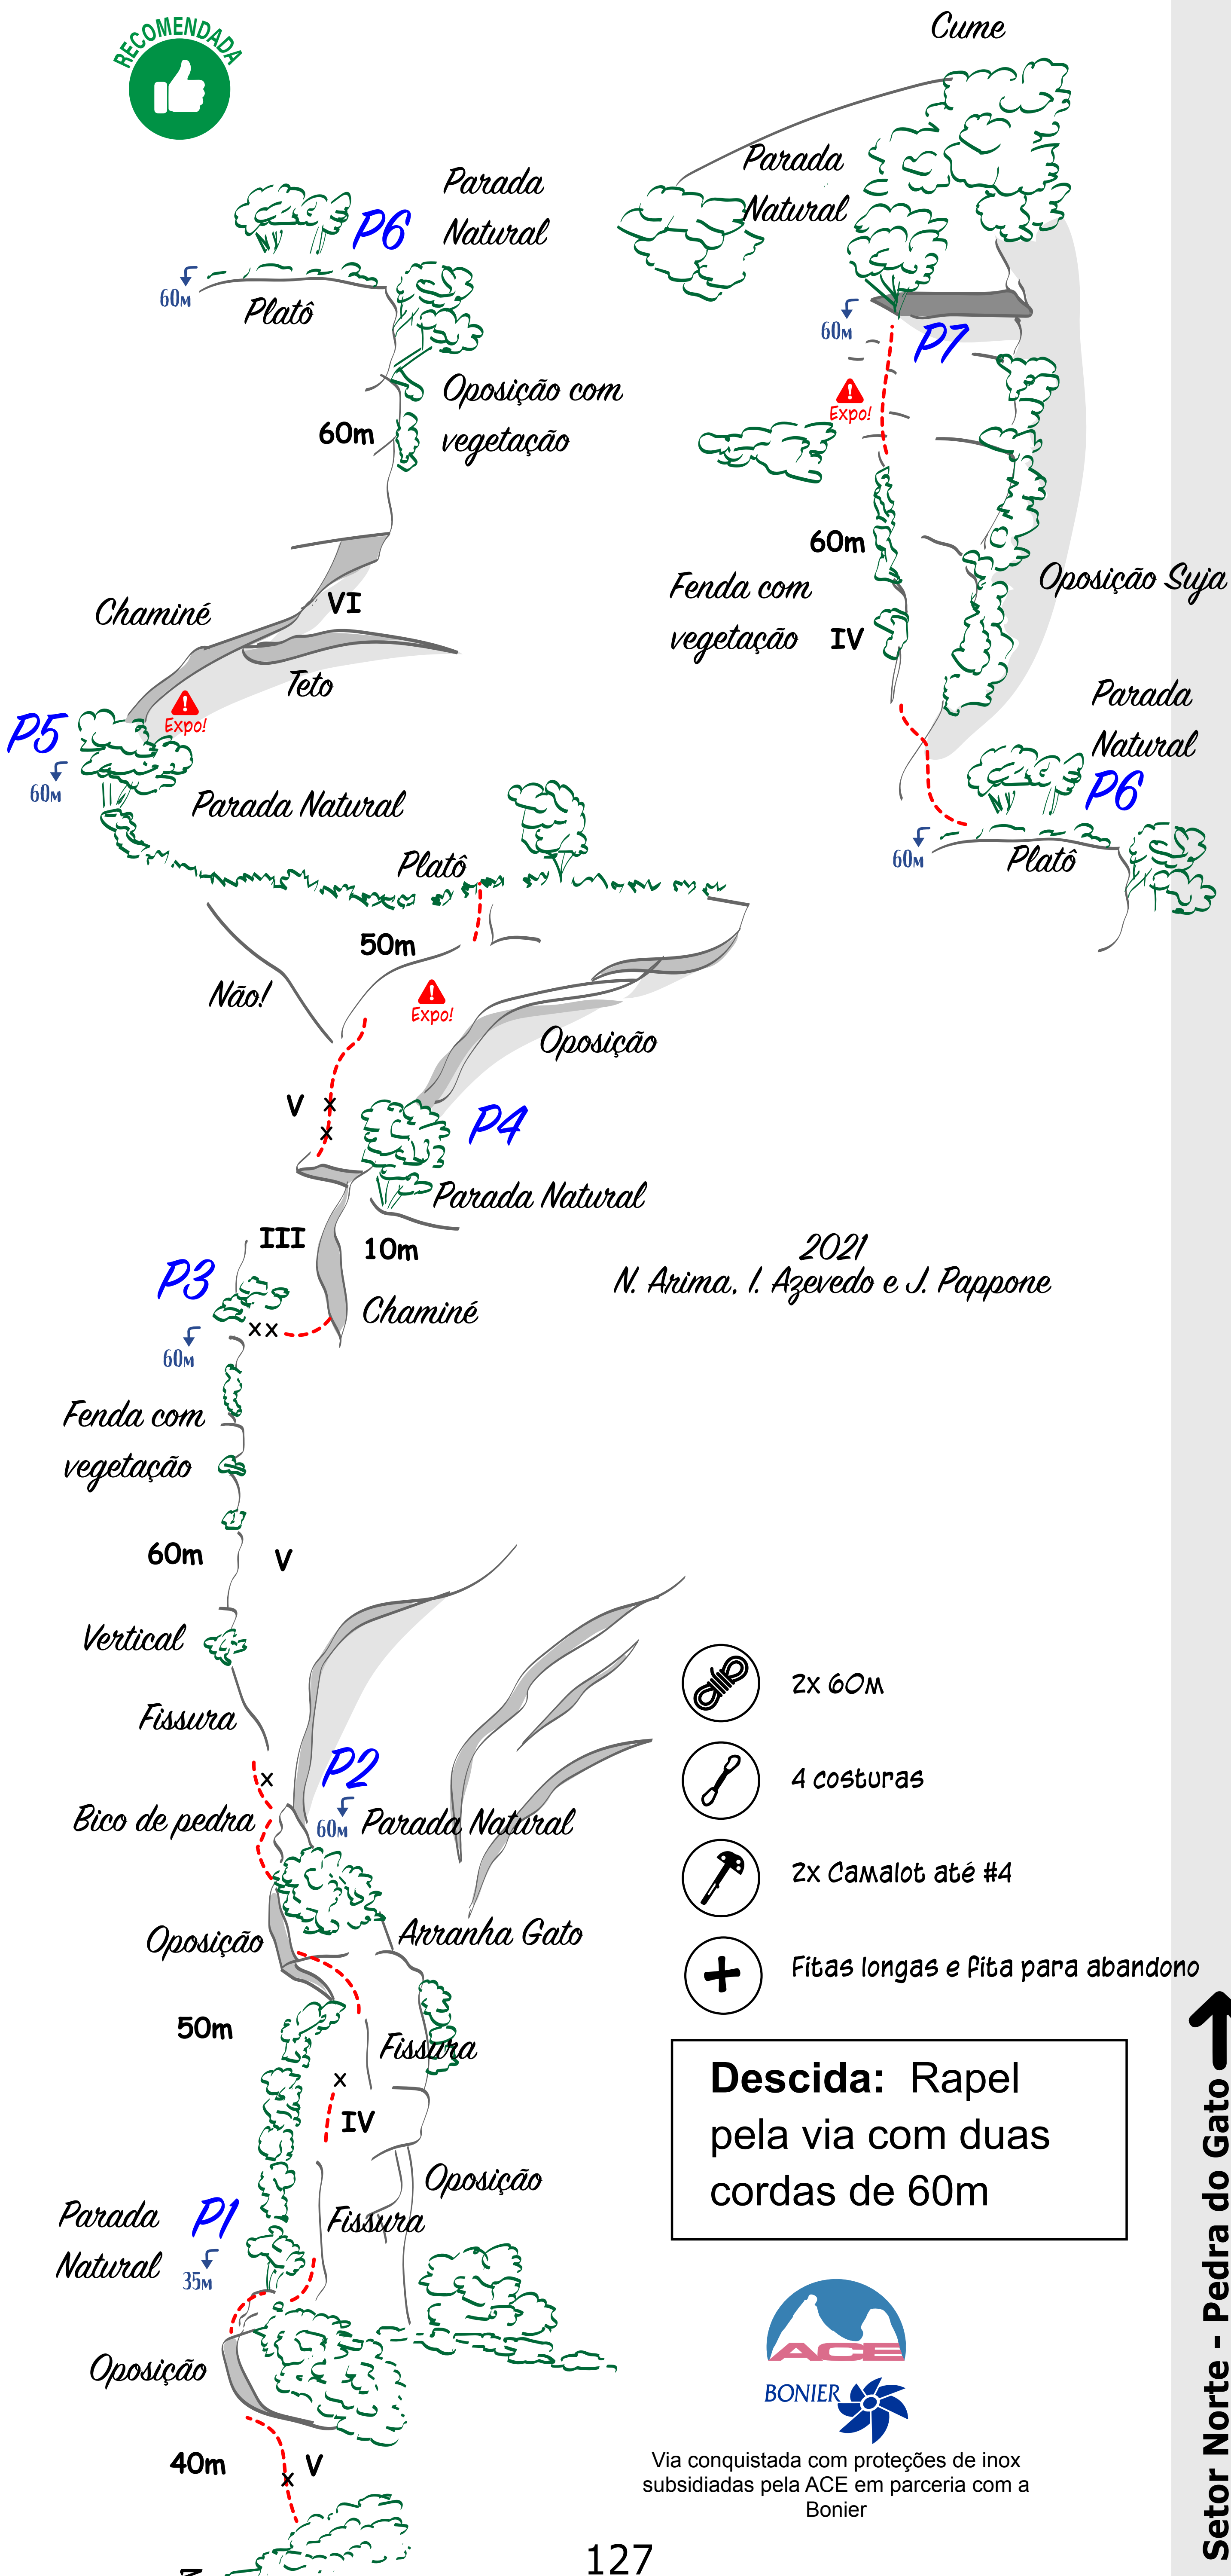 RECOMENDADA
Cume
Parada
Natural
P6
60M
Platô
Oposição com
vegetação
60m
Chaminé
VI
Teto
Expo!
P5
60M
Parada Natural
Platô
50m
Não!
Expo!
Oposição
V
x
x
P4
Parada Natural
III
10m
P3
xx
Chaminé
60M
Fenda com
vegetação
60m
V
Vertical
Fissura
x
P2
Bico de pedra
60M
Parada Natural
Oposição
Arranha Gato
50m
Fissura
x
IV
Oposição
Parada
Natural
P1
Fissura
35M
Oposição
40m
V
x
Parada
Natural
60M
P7
Expo!
60m
Fenda com
vegetação
IV
Oposição Suja
Parada
Natural
P6
60M
Platô
2021
N. Arima, I. Azevedo e J. Pappone
2x 60M
4 costuras
2x Camalot até #4
Fitas longas e fita para abandono
Descida: Rapel
pela via com duas
cordas de 60m
ACE
BONIER
Via conquistada com proteções de inox
subsidiadas pela ACE em parceria com a
Bonier
127
Setor Norte - Pedra do Gato